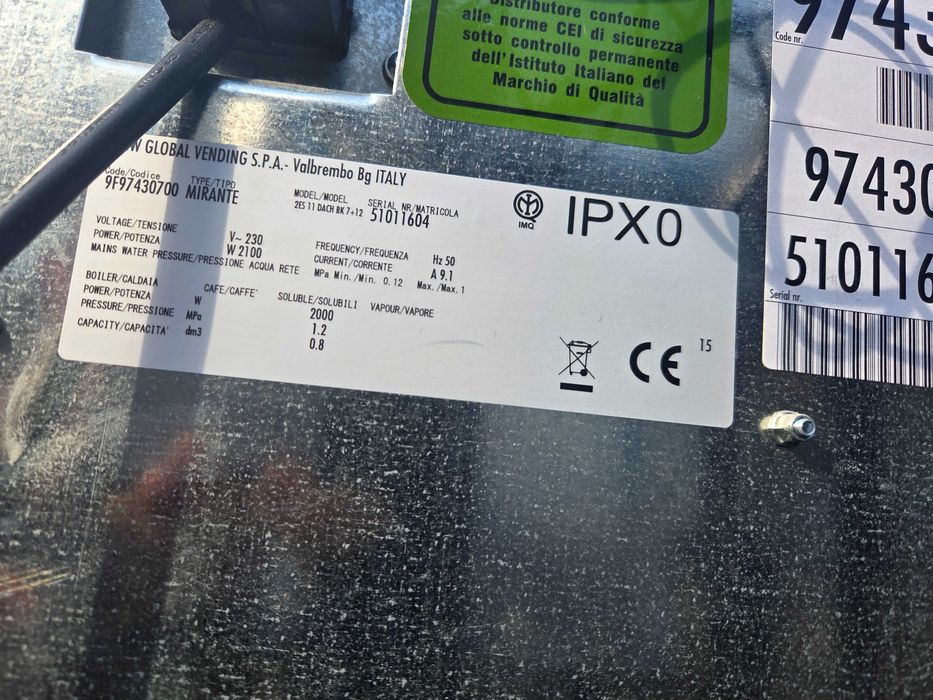 Distributore conforme
alle norme CEI di sicurezza
sotto controllo permanente
dell'Istituto Italiano del
Marchio di Qualità
Code nr.
51011
Serial nr.
GLOBAL VENDING S.P.A.- Valbrembo Bg ITALY
Code/Codice TYPE/TIPO MODEL/MODEL SERIAL NR/MATRICOLA
9F97430700 MIRANTE 2ES 11 DACH BK 7+12 51011604
IMQ
IPX0
VOLTAGE/TENSIONE V~ 230 FREQUENCY/FREQUENZA Hz 50
POWER/POTENZA W 2100 CURRENT/CORRENTE A 9.1
MAINS WATER PRESSURE/PRESSIONE ACQUA RETE MPa Min./Min. 0.12 Max./Max. 1
BOILER/CALDAIA CAFE/CAFFE' SOLUBLE/SOLUBILI VAPOUR/VAPORE
POWER/POTENZA W 2000
PRESSURE/PRESSIONE MPa 1.2
CAPACITY/CAPACITA' dm3 0.8
CE 15